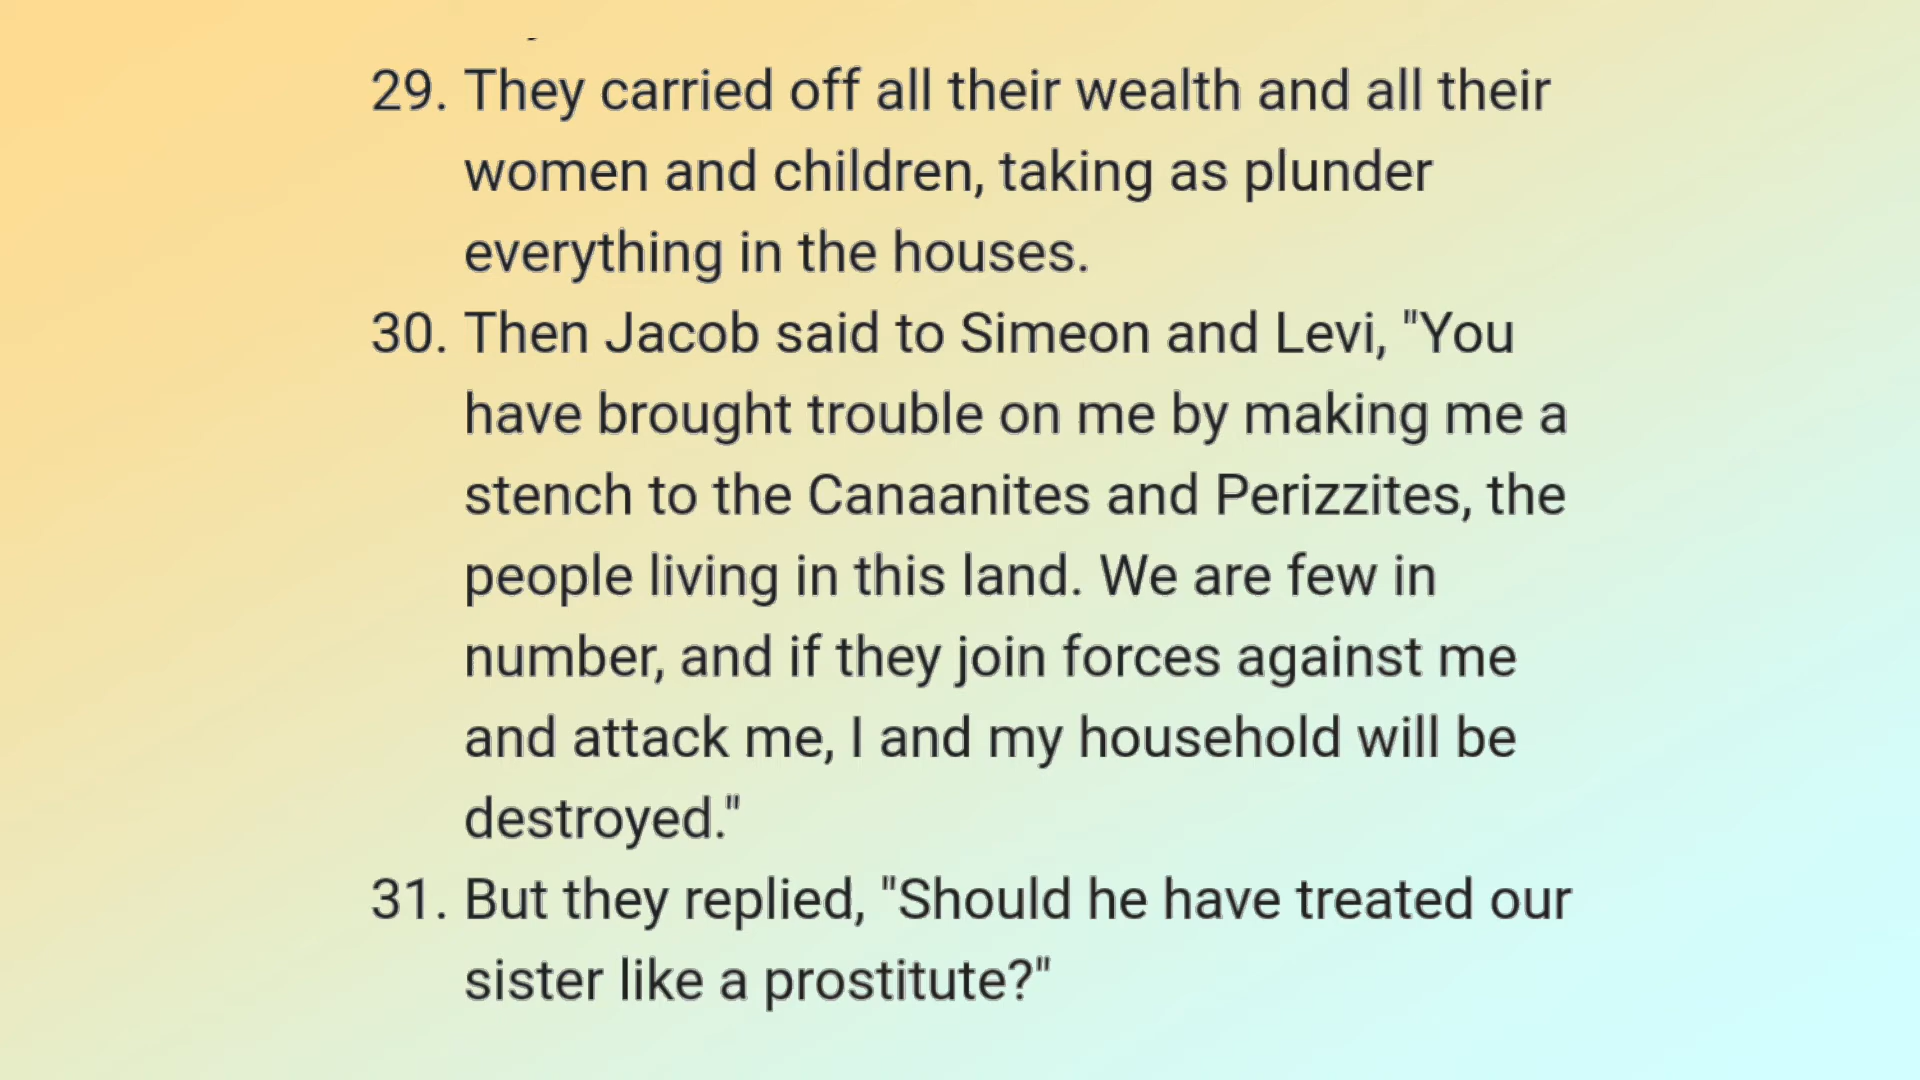 29. They carried off all their wealth and all their
women and children, taking as plunder
everything in the houses.
30. Then Jacob said to Simeon and Levi, "You
have brought trouble on me by making me a
stench to the Canaanites and Perizzites, the
people living in this land. We are few in
number, and if they join forces against me
and attack me, I and my household will be
destroyed."
31. But they replied, "Should he have treated our
sister like a prostitute?"